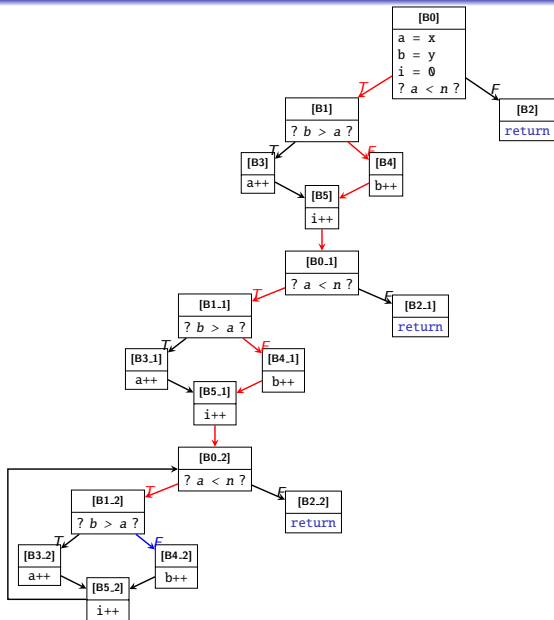 [B0]
a = x
b = y
i = 0
? a < n ?
T
F
[B1]
? b > a ?
[B2]
return
T
F
[B3]
a++
[B4]
b++
[B5]
i++
[B0_1]
? a < n ?
T
F
[B1_1]
? b > a ?
[B2_1]
return
T
F
[B3_1]
a++
[B4_1]
b++
[B5_1]
i++
[B0_2]
? a < n ?
T
F
[B1_2]
? b > a ?
[B2_2]
return
T
F
[B3_2]
a++
[B4_2]
b++
[B5_2]
i++